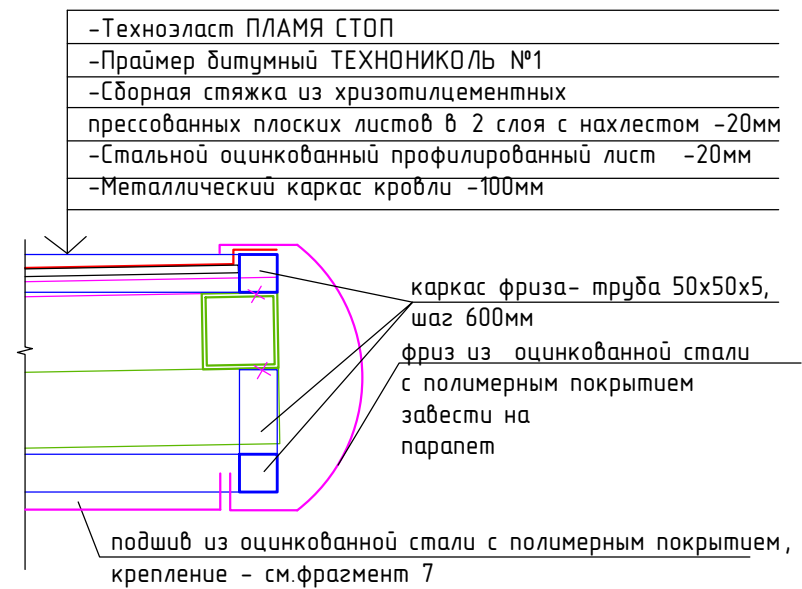 -Техноэласт ПЛАМЯ СТОП
-Праймер битумный ТЕХНОНИКОЛЬ №1
-Сборная стяжка из хризотилцементных
прессованных плоских листов в 2 слоя с нахлестом -20мм
-Стальной оцинкованный профилированный лист -20мм
-Металлический каркас кровли -100мм
каркас фриза- труба 50х50х5,
шаг 600мм
фриз из оцинкованной стали
с полимерным покрытием
завести на
парапет
подшив из оцинкованной стали с полимерным покрытием,
крепление - см.фрагмент 7